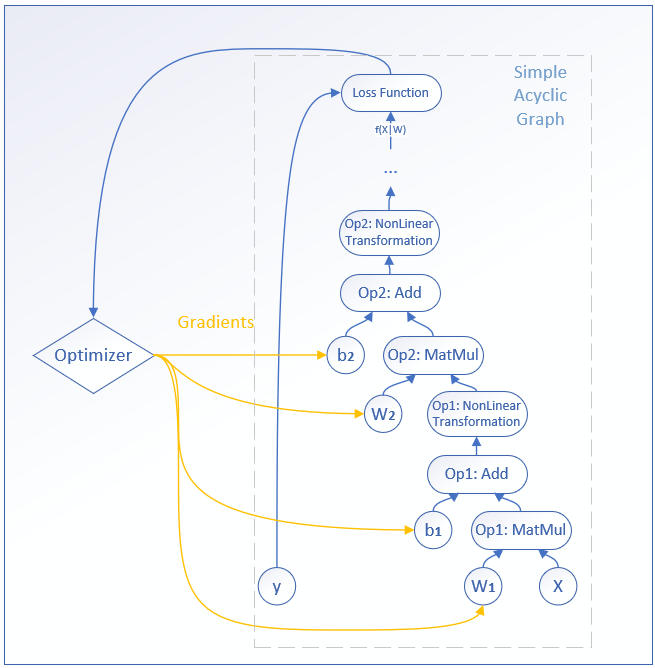 Simple
Acyclic
Graph
Loss Function
f(X|W)
...
Op2: NonLinear
Transformation
Op2: Add
Gradients
Optimizer
b2
Op2: MatMul
W2
Op1: NonLinear
Transformation
Op1: Add
b1
Op1: MatMul
y
W1
X